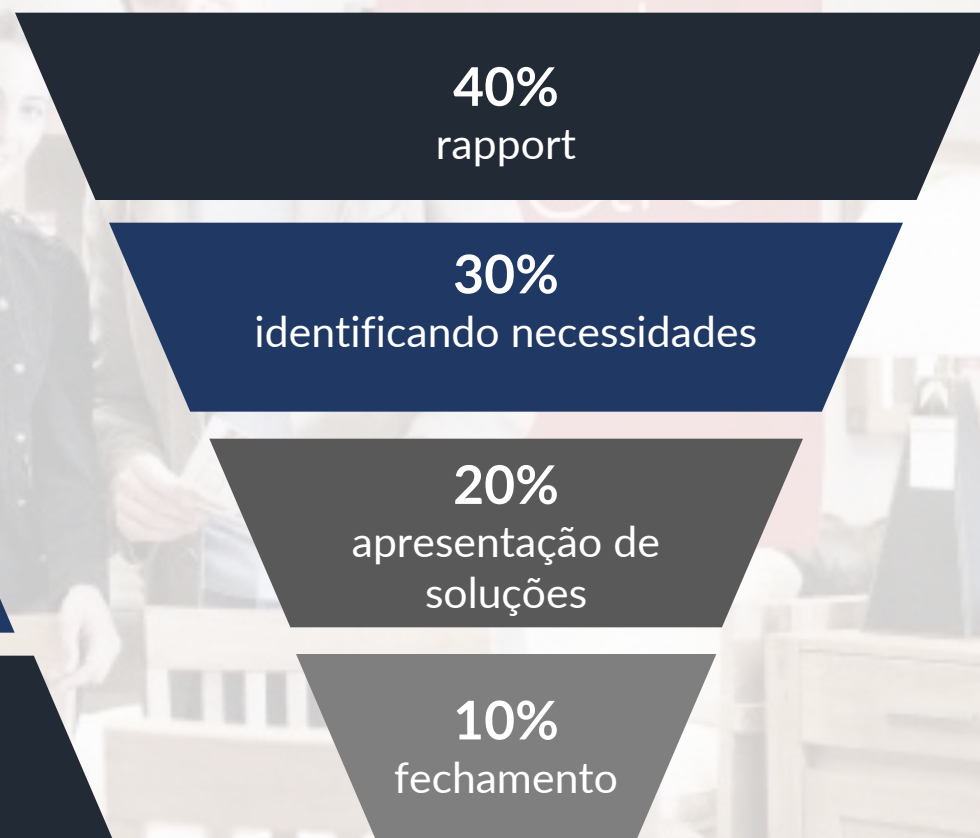 40%
rapport
30%
identificando necessidades
20%
apresentação de
soluções
10%
fechamento